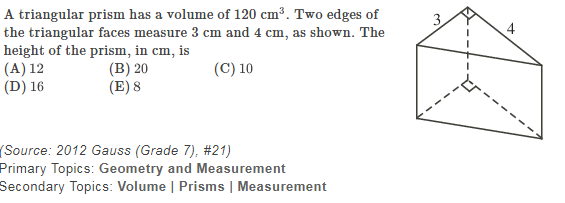 A triangular prism has a volume of 120 cm³. Two edges of
the triangular faces measure 3 cm and 4 cm, as shown. The
height of the prism, in cm, is
(A) 12 (B) 20 (C) 10
(D) 16 (E) 8
3
4
(Source: 2012 Gauss (Grade 7), #21)
Primary Topics: Geometry and Measurement
Secondary Topics: Volume | Prisms | Measurement